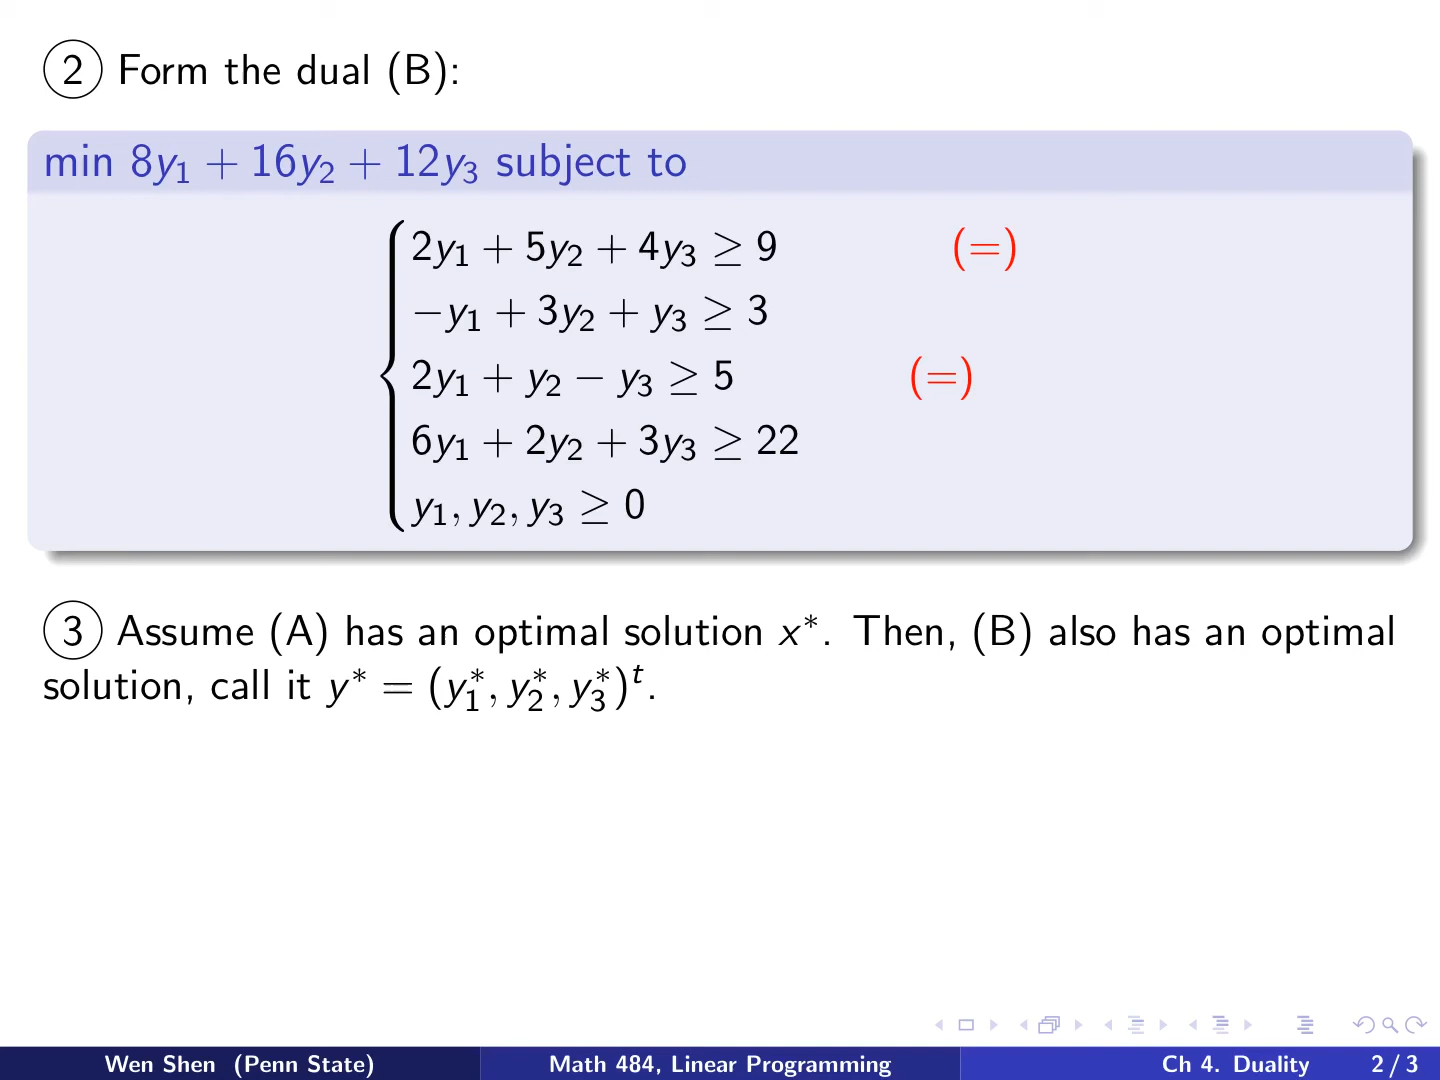 ② Form the dual (B):
min 8y₁ + 16y₂ + 12y₃ subject to
2y₁ + 5y₂ + 4y₃ ≥ 9 (=)
−y₁ + 3y₂ + y₃ ≥ 3
2y₁ + y₂ − y₃ ≥ 5 (=)
6y₁ + 2y₂ + 3y₃ ≥ 22
y₁, y₂, y₃ ≥ 0
③ Assume (A) has an optimal solution x*. Then, (B) also has an optimal
solution, call it y* = (y₁*, y₂*, y₃*)ᵗ.
Wen Shen (Penn State) Math 484, Linear Programming Ch 4. Duality 2 / 3